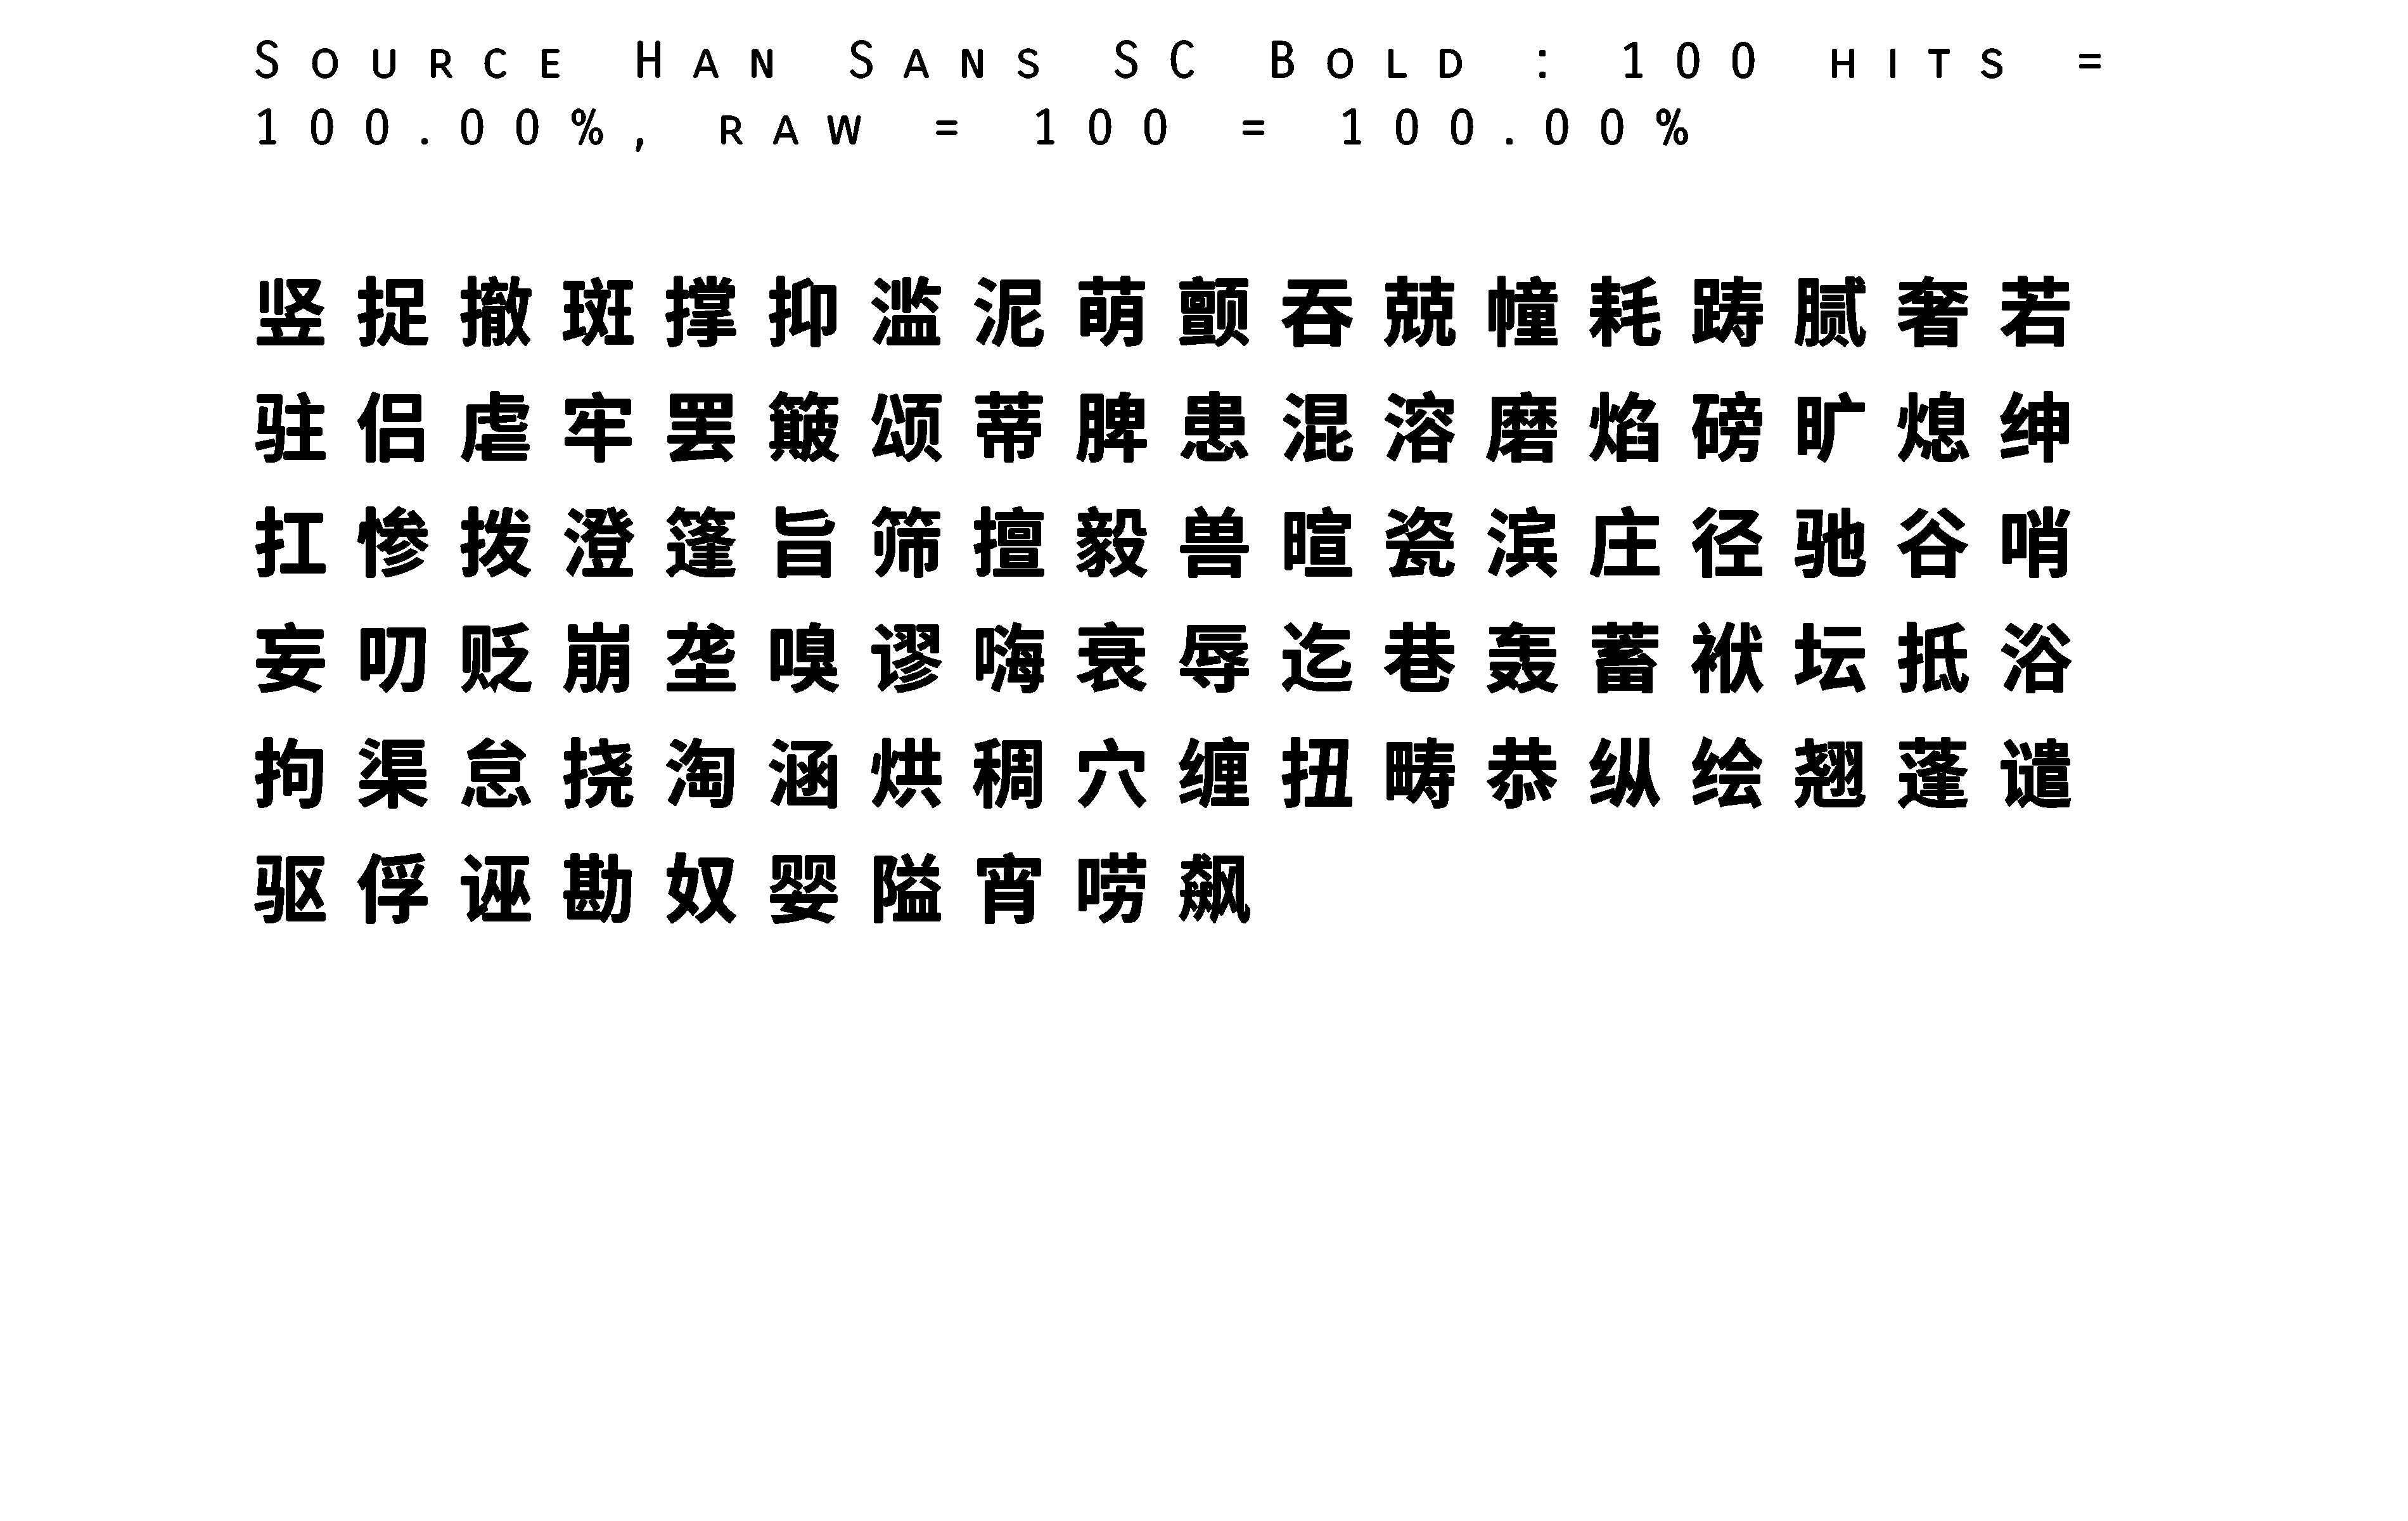 Source Han Sans SC Bold : 100 hits =
100.00%, raw = 100 = 100.00%
竖捉撤斑撑抑滥泥萌颤吞兢幢耗踌腻奢若
驻侣虐牢罢簸颂蒂脾患混溶磨焰磅旷熄绅
扛惨拨澄篷旨筛擅毅兽暄瓷滨庄径驰谷哨
妄叨贬崩垄嗅谬嗨衰辱迄巷轰蓄袱坛抵浴
拘渠怠挠淘涵烘稠穴缠扭畴恭纵绘翘蓬谴
驱俘诬勘奴婴隘宵唠飙